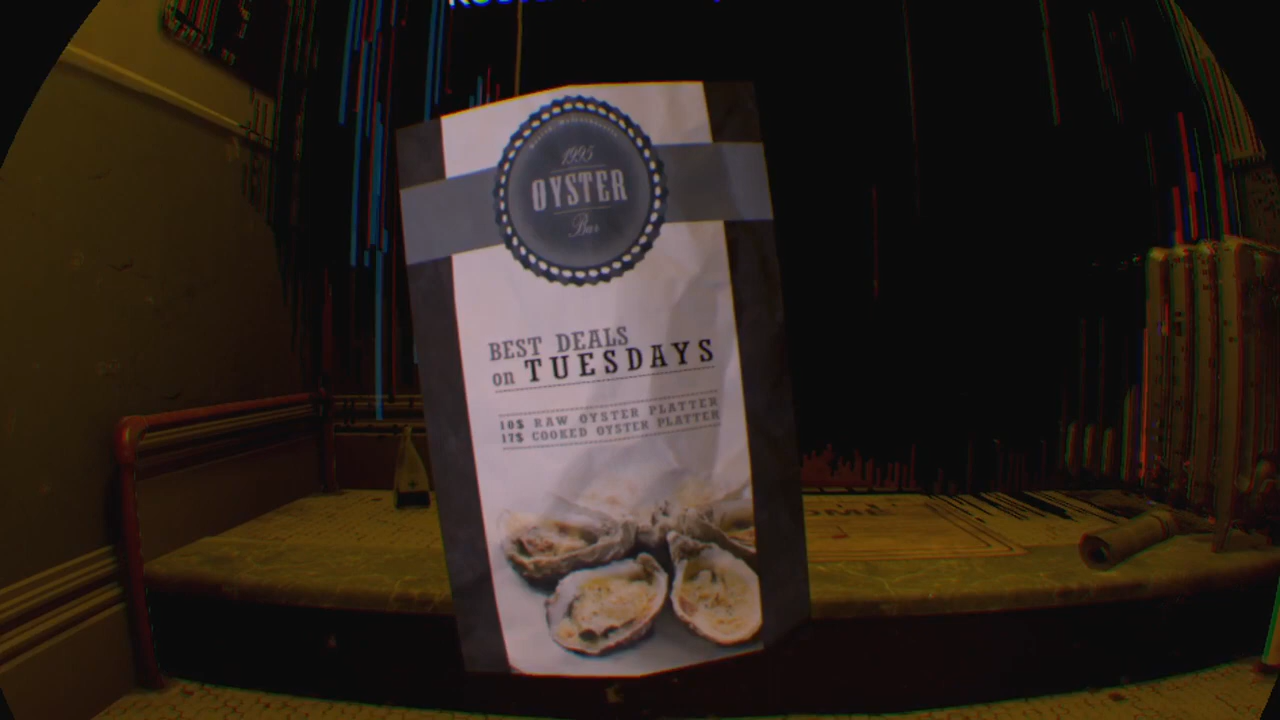 1995
OYSTER
Bar
BEST DEALS
on TUESDAYS
10$ RAW OYSTER PLATTER
17$ COOKED OYSTER PLATTER